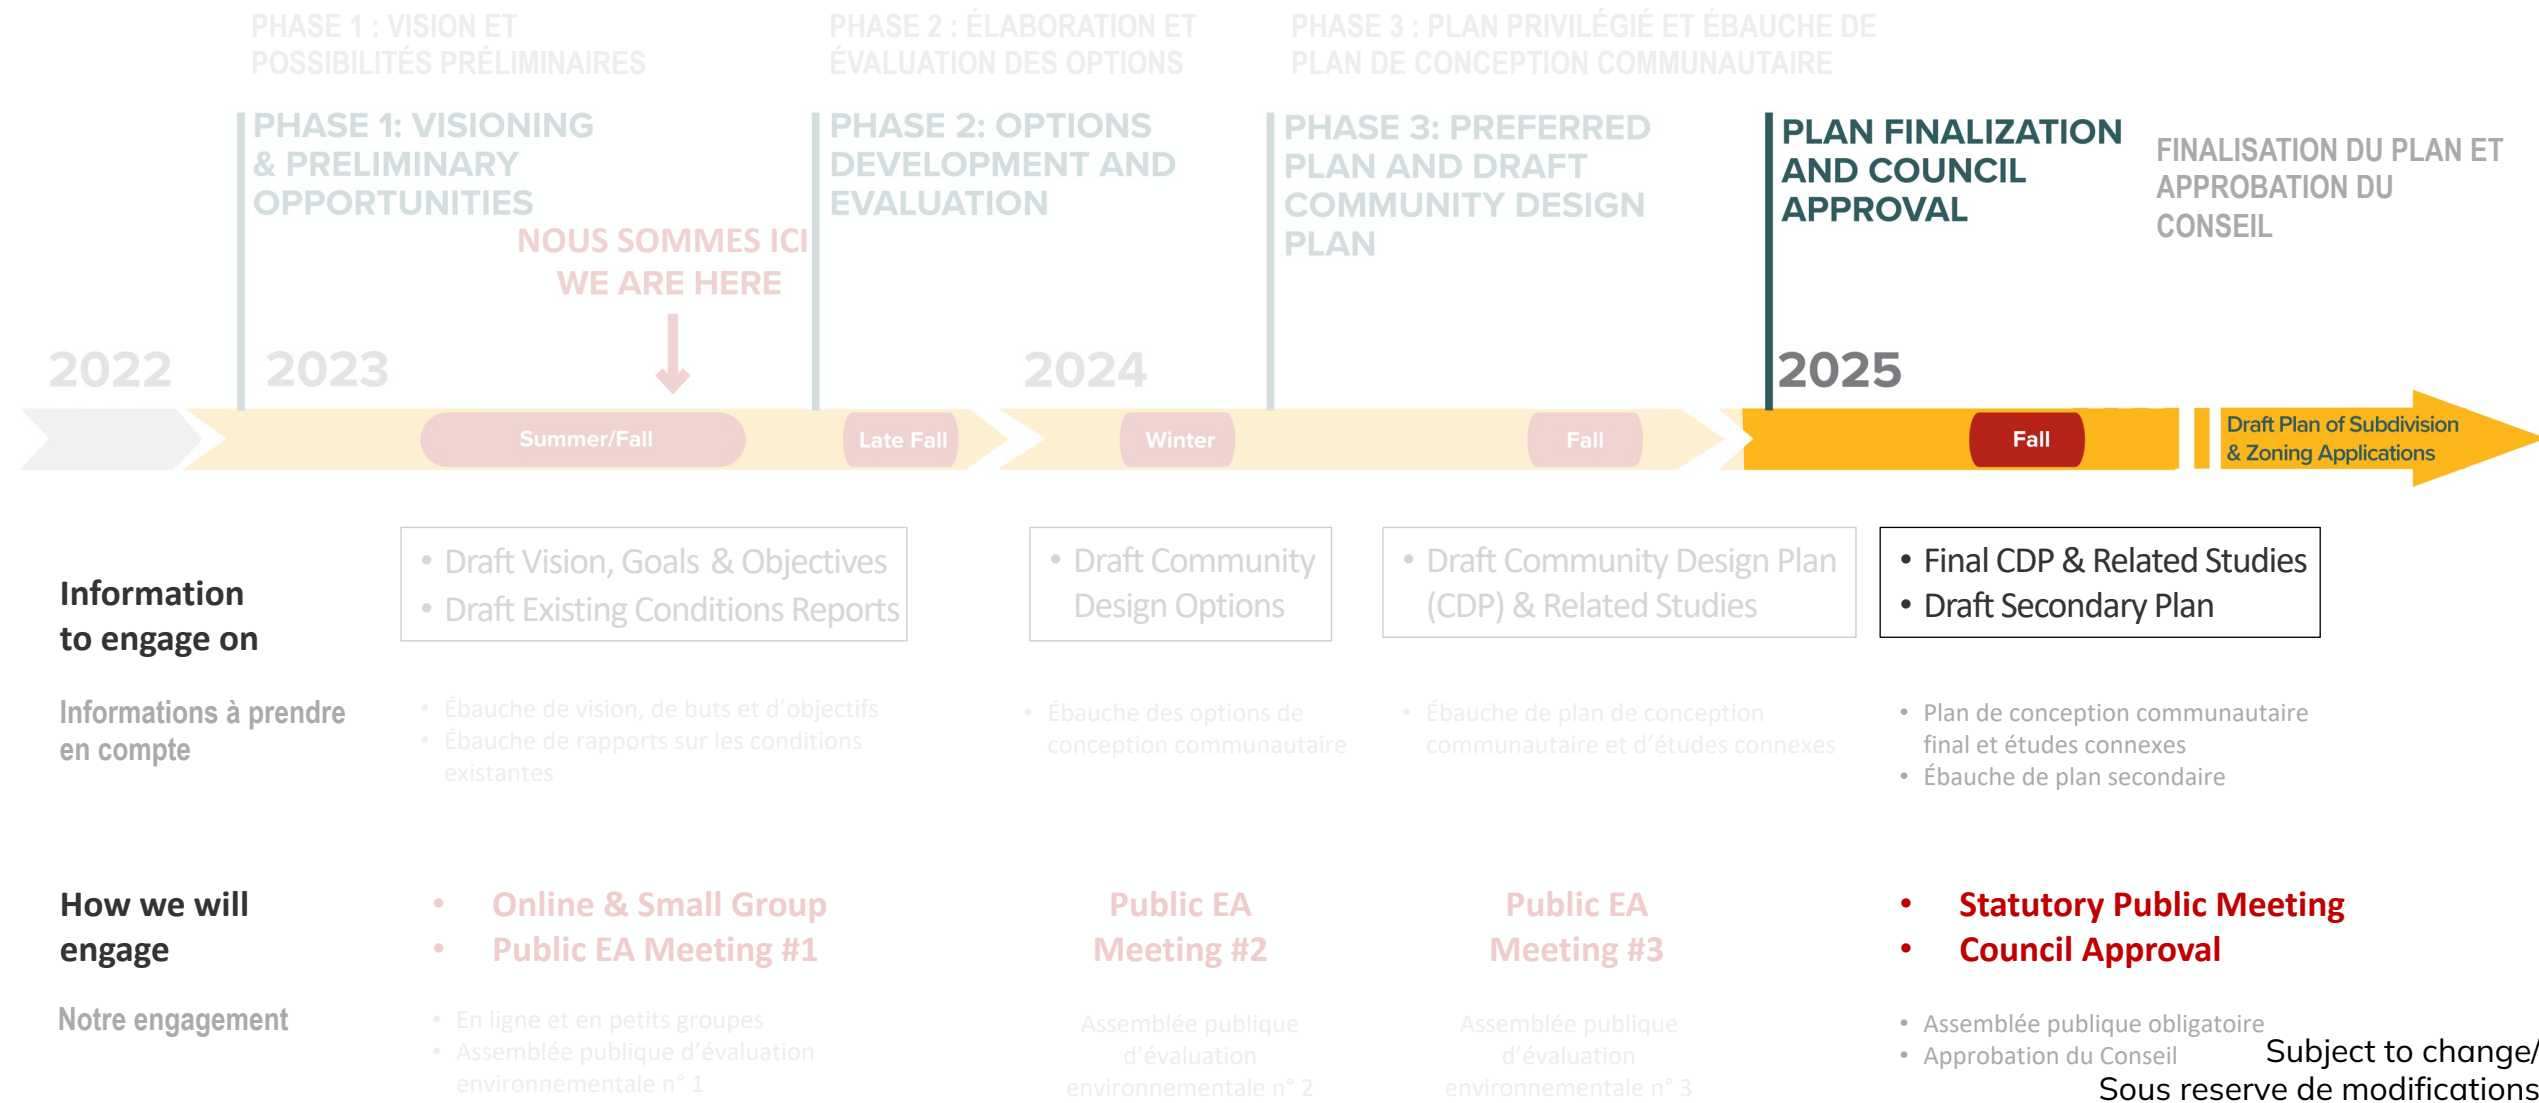 PHASE 1 : VISION ET
POSSIBILITÉS PRÉLIMINAIRES
PHASE 2 : ÉLABORATION ET
ÉVALUATION DES OPTIONS
PHASE 3 : PLAN PRIVILÉGIÉ ET ÉBAUCHE DE
PLAN DE CONCEPTION COMMUNAUTAIRE
PHASE 1: VISIONING
& PRELIMINARY
OPPORTUNITIES
PHASE 2: OPTIONS
DEVELOPMENT AND
EVALUATION
PHASE 3: PREFERRED
PLAN AND DRAFT
COMMUNITY DESIGN
PLAN
PLAN FINALIZATION
AND COUNCIL
APPROVAL
FINALISATION DU PLAN ET
APPROBATION DU
CONSEIL
NOUS SOMMES ICI
WE ARE HERE
2022
2023
2024
2025
Summer/Fall
Late Fall
Winter
Fall
Fall
Draft Plan of Subdivision
& Zoning Applications
Information
to engage on
• Draft Vision, Goals & Objectives
• Draft Existing Conditions Reports
• Draft Community
Design Options
• Draft Community Design Plan
(CDP) & Related Studies
• Final CDP & Related Studies
• Draft Secondary Plan
Informations à prendre
en compte
• Ébauche de vision, de buts et d'objectifs
• Ébauche de rapports sur les conditions
existantes
• Ébauche des options de
conception communautaire
• Ébauche de plan de conception
communautaire et d'études connexes
• Plan de conception communautaire
final et études connexes
• Ébauche de plan secondaire
How we will
engage
• Online & Small Group
• Public EA Meeting #1
Public EA
Meeting #2
Public EA
Meeting #3
• Statutory Public Meeting
• Council Approval
Notre engagement
• En ligne et en petits groupes
• Assemblée publique d'évaluation
environnementale n° 1
Assemblée publique
d'évaluation
environnementale n° 2
Assemblée publique
d'évaluation
environnementale n° 3
• Assemblée publique obligatoire
• Approbation du Conseil
Subject to change/
Sous reserve de modifications